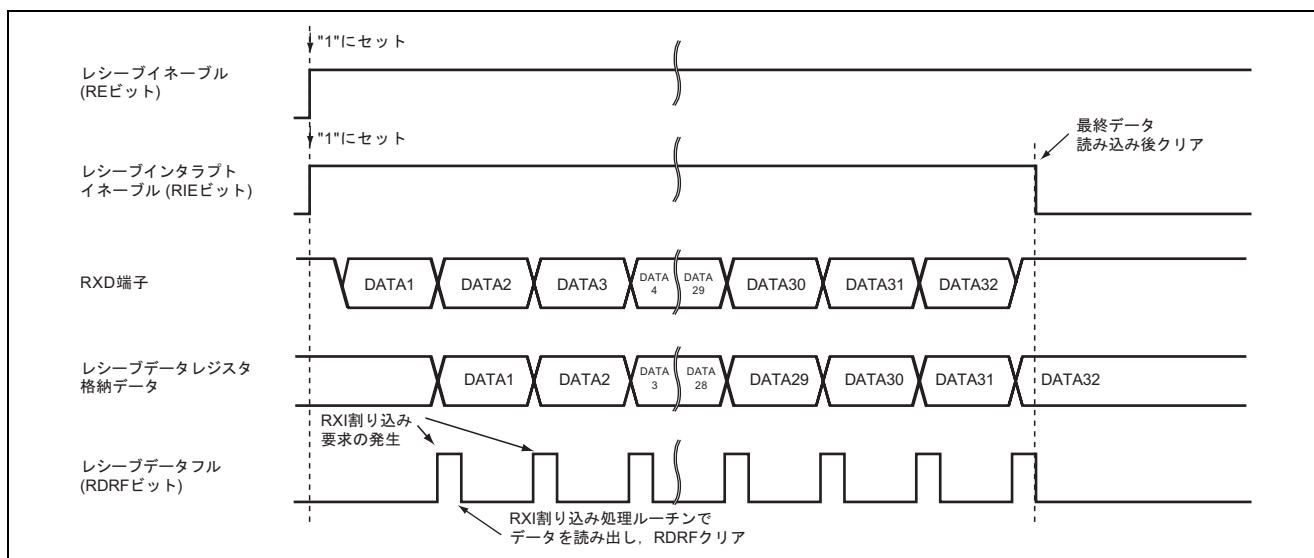 "1"にセット
レシーブイネーブル
(REビット)
"1"にセット
最終データ
読み込み後クリア
レシーブインタラプト
イネーブル (RIEビット)
RXD端子
DATA1
DATA2
DATA3
DATA
4
DATA
29
DATA30
DATA31
DATA32
レシーブデータレジスタ
格納データ
DATA1
DATA2
DATA
3
DATA
28
DATA29
DATA30
DATA31
DATA32
RXI割り込み
要求の発生
レシーブデータフル
(RDRFビット)
RXI割り込み処理ルーチンで
データを読み出し，RDRFクリア